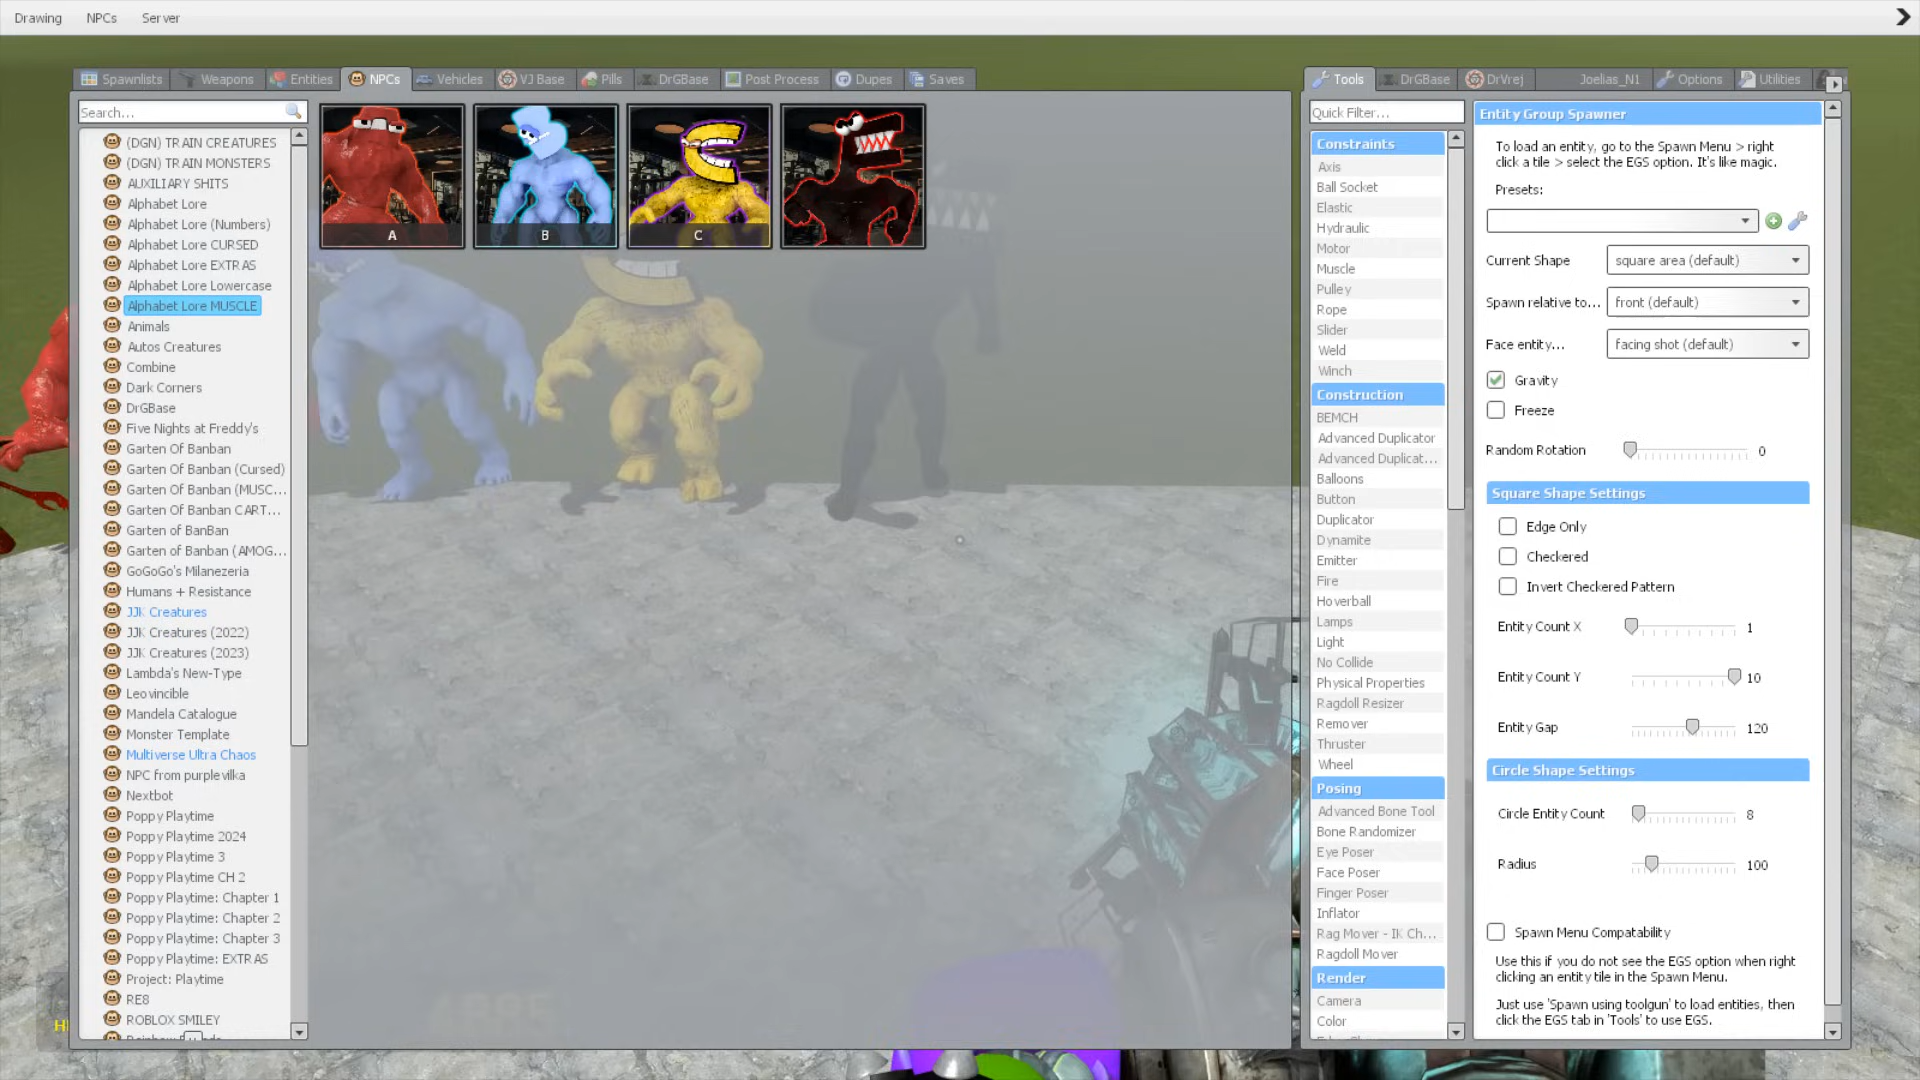 Drawing NPCs Server
Spawnlists Weapons Entities NPCs Vehicles VJ Base Pills DrGBase Post Process Dupes Saves
Search...
(DGN) TRAIN CREATURES
(DGN) TRAIN MONSTERS
AUXILIARY SHITS
Alphabet Lore
Alphabet Lore (Numbers)
Alphabet Lore CURSED
Alphabet Lore EXTRAS
Alphabet Lore Lowercase
Alphabet Lore MUSCLE
Animals
Autos Creatures
Combine
Dark Corners
DrGBase
Five Nights at Freddy's
Garten Of Banban
Garten Of Banban (Cursed)
Garten Of Banban (MUSC...
Garten Of Banban CART...
Garten of BanBan
Garten of Banban (AMOG...
GoGoGo's Milanezeria
Humans + Resistance
JJK Creatures
JJK Creatures (2022)
JJK Creatures (2023)
Lambda's New-Type
Leovincible
Mandela Catalogue
Monster Template
Multiverse Ultra Chaos
NPC from purplevilka
Nextbot
Poppy Playtime
Poppy Playtime 2024
Poppy Playtime 3
Poppy Playtime CH 2
Poppy Playtime: Chapter 1
Poppy Playtime: Chapter 2
Poppy Playtime: Chapter 3
Poppy Playtime: EXTRAS
Project: Playtime
RE8
ROBLOX SMILEY
A
B
C
Tools DrGBase DrVrej Joelias_N1 Options Utilities
Quick Filter...
Constraints
Axis
Ball Socket
Elastic
Hydraulic
Motor
Muscle
Pulley
Rope
Slider
Weld
Winch
Construction
BEMCH
Advanced Duplicator
Advanced Duplicat...
Balloons
Button
Duplicator
Dynamite
Emitter
Fire
Hoverball
Lamps
Light
No Collide
Physical Properties
Ragdoll Resizer
Remover
Thruster
Wheel
Posing
Advanced Bone Tool
Bone Randomizer
Eye Poser
Face Poser
Finger Poser
Inflator
Rag Mover - IK Ch...
Ragdoll Mover
Render
Camera
Color
Entity Group Spawner
To load an entity, go to the Spawn Menu > right
click a tile > select the EGS option. It's like magic.
Presets:
Current Shape square area (default)
Spawn relative to... front (default)
Face entity... facing shot (default)
Gravity
Freeze
Random Rotation 0
Square Shape Settings
Edge Only
Checkered
Invert Checkered Pattern
Entity Count X 1
Entity Count Y 10
Entity Gap 120
Circle Shape Settings
Circle Entity Count 8
Radius 100
Spawn Menu Compatability
Use this if you do not see the EGS option when right
clicking an entity tile in the Spawn Menu.
Just use 'Spawn using toolgun' to load entities, then
click the EGS tab in 'Tools' to use EGS.